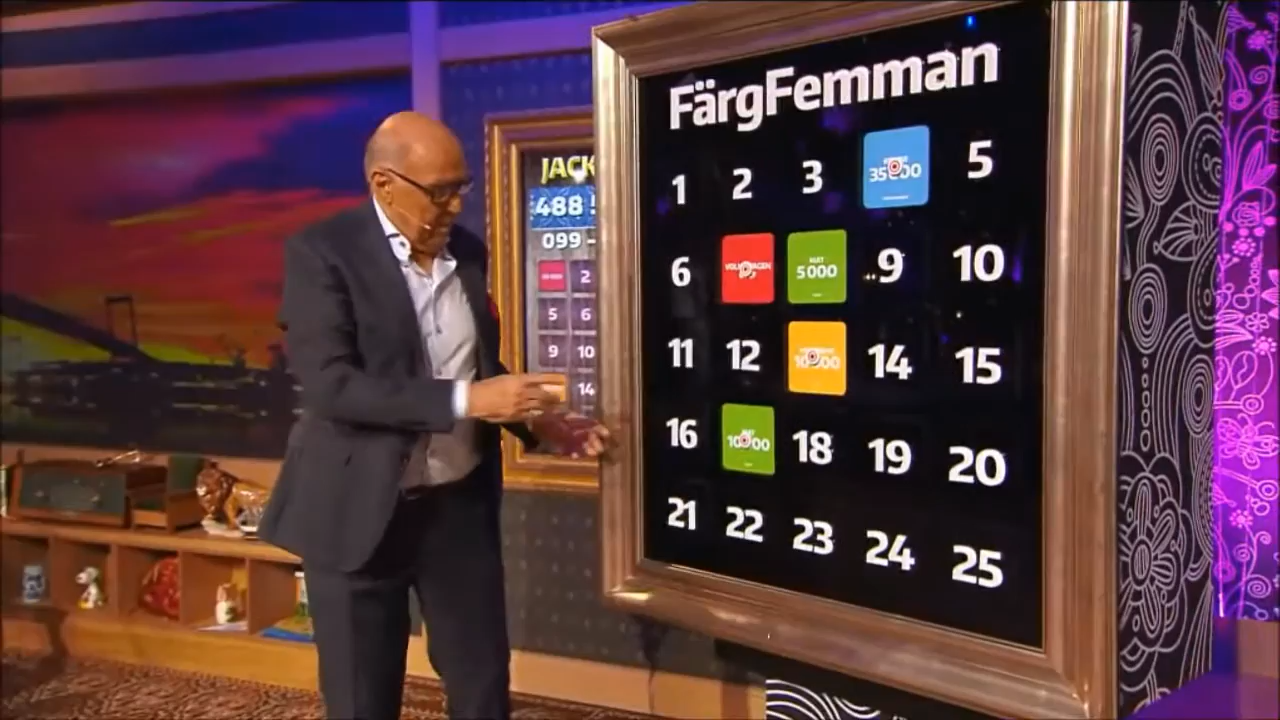 FärgFemman
1 2 3 35000 5
6 VOLKSWAGEN 5000 9 10
11 12 10000 14 15
16 10000 18 19 20
21 22 23 24 25
JACK
488
099-
2
5 6
9 10
14